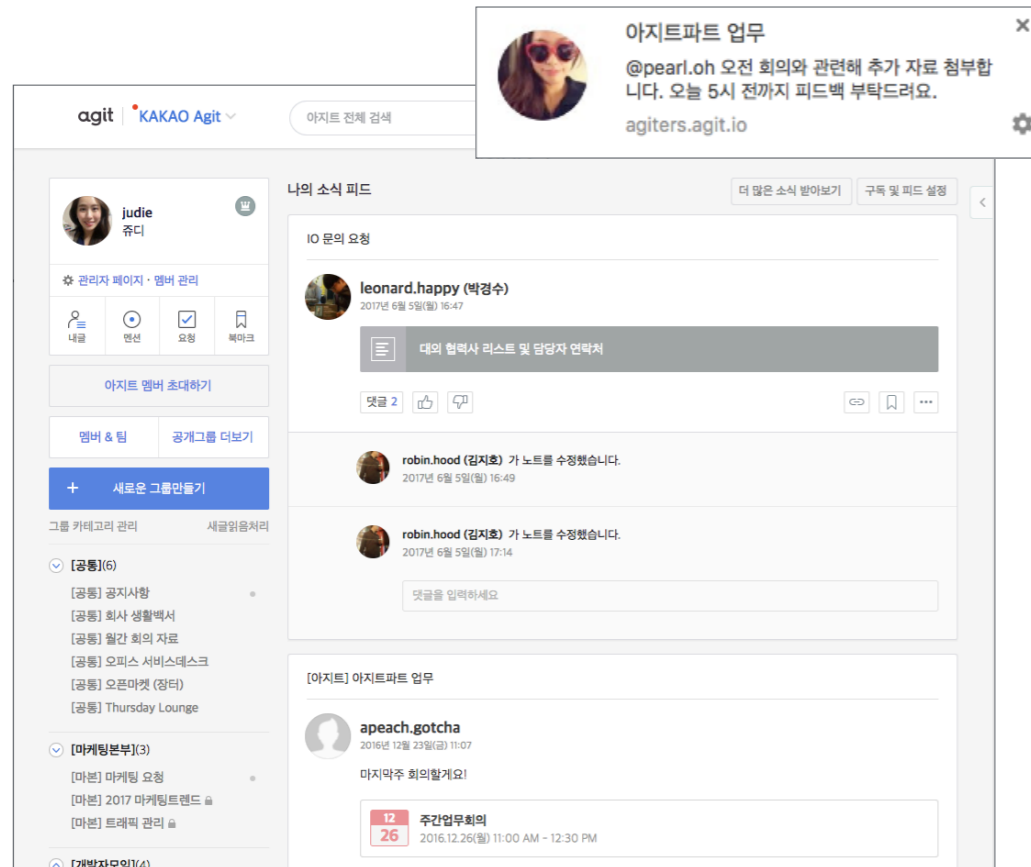 아지트파트 업무
@pearl.oh 오전 회의와 관련해 추가 자료 첨부합
니다. 오늘 5시 전까지 피드백 부탁드려요.
agiters.agit.io
agit KAKAO Agit
아지트 전체 검색
judie
쥬디
관리자 페이지 · 멤버 관리
내글 멘션 요청 북마크
아지트 멤버 초대하기
멤버 & 팀 공개그룹 더보기
+ 새로운 그룹만들기
그룹 카테고리 관리 새글읽음처리
[공통](6)
[공통] 공지사항
[공통] 회사 생활백서
[공통] 월간 회의 자료
[공통] 오피스 서비스데스크
[공통] 오픈마켓 (장터)
[공통] Thursday Lounge
[마케팅본부](3)
[마본] 마케팅 요청
[마본] 2017 마케팅트렌드
[마본] 트래픽 관리
[개발자모임](4)
나의 소식 피드
더 많은 소식 받아보기 구독 및 피드 설정
IO 문의 요청
leonard.happy (박경수)
2017년 6월 5일(월) 16:47
대외 협력사 리스트 및 담당자 연락처
댓글 2
robin.hood (김지호) 가 노트를 수정했습니다.
2017년 6월 5일(월) 16:49
robin.hood (김지호) 가 노트를 수정했습니다.
2017년 6월 5일(월) 17:14
댓글을 입력하세요
[아지트] 아지트파트 업무
apeach.gotcha
2016년 12월 23일(금) 11:07
마지막주 회의할게요!
12
26
주간업무회의
2016.12.26(월) 11:00 AM - 12:30 PM